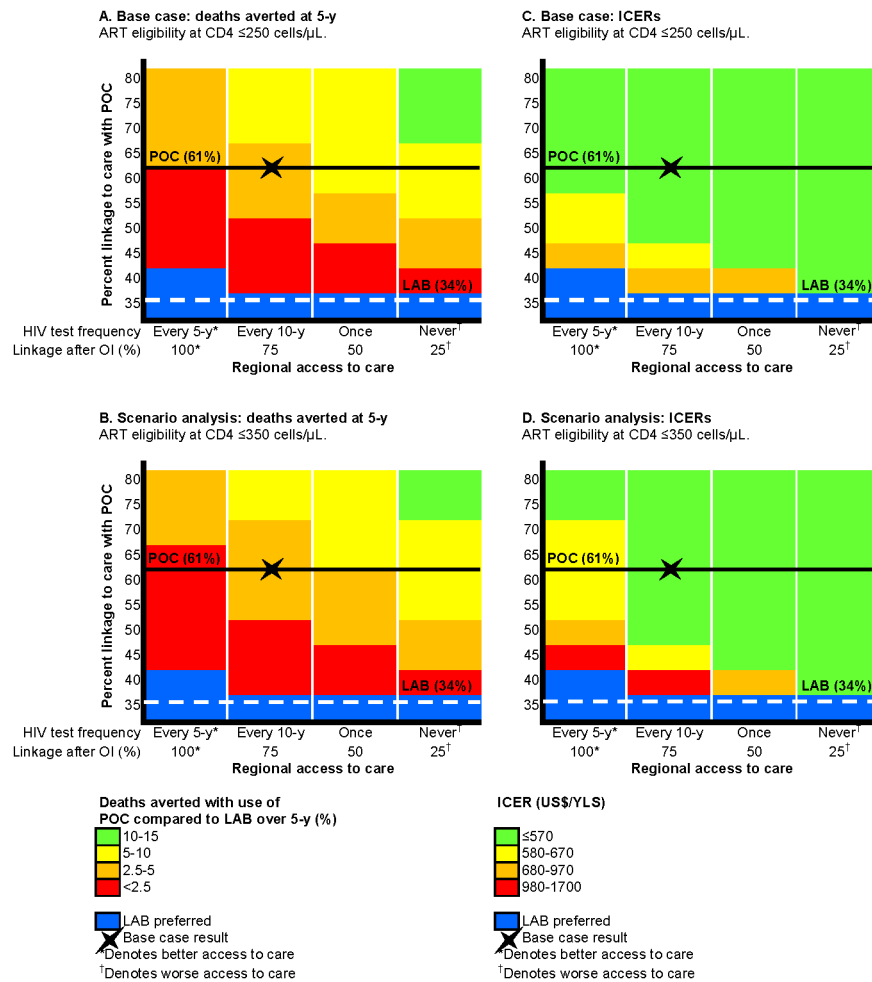 A. Base case: deaths averted at 5-y
ART eligibility at CD4 ≤250 cells/µL.
Percent linkage to care with POC
80
75
70
65
60
55
50
45
40
35
POC (61%)
LAB (34%)
HIV test frequency Every 5-y* Every 10-y Once Never†
Linkage after OI (%) 100* 75 50 25†
Regional access to care
C. Base case: ICERs
ART eligibility at CD4 ≤250 cells/µL.
80
75
70
65
60
55
50
45
40
35
POC (61%)
LAB (34%)
Every 5-y* Every 10-y Once Never†
100* 75 50 25†
Regional access to care
B. Scenario analysis: deaths averted at 5-y
ART eligibility at CD4 ≤350 cells/µL.
Percent linkage to care with POC
80
75
70
65
60
55
50
45
40
35
POC (61%)
LAB (34%)
HIV test frequency Every 5-y* Every 10-y Once Never†
Linkage after OI (%) 100* 75 50 25†
Regional access to care
D. Scenario analysis: ICERs
ART eligibility at CD4 ≤350 cells/µL.
80
75
70
65
60
55
50
45
40
35
POC (61%)
LAB (34%)
Every 5-y* Every 10-y Once Never†
100* 75 50 25†
Regional access to care
Deaths averted with use of
POC compared to LAB over 5-y (%)
10-15
5-10
2.5-5
<2.5
LAB preferred
Base case result
*Denotes better access to care
†Denotes worse access to care
ICER (US$/YLS)
≤570
580-670
680-970
980-1700
LAB preferred
Base case result
*Denotes better access to care
†Denotes worse access to care